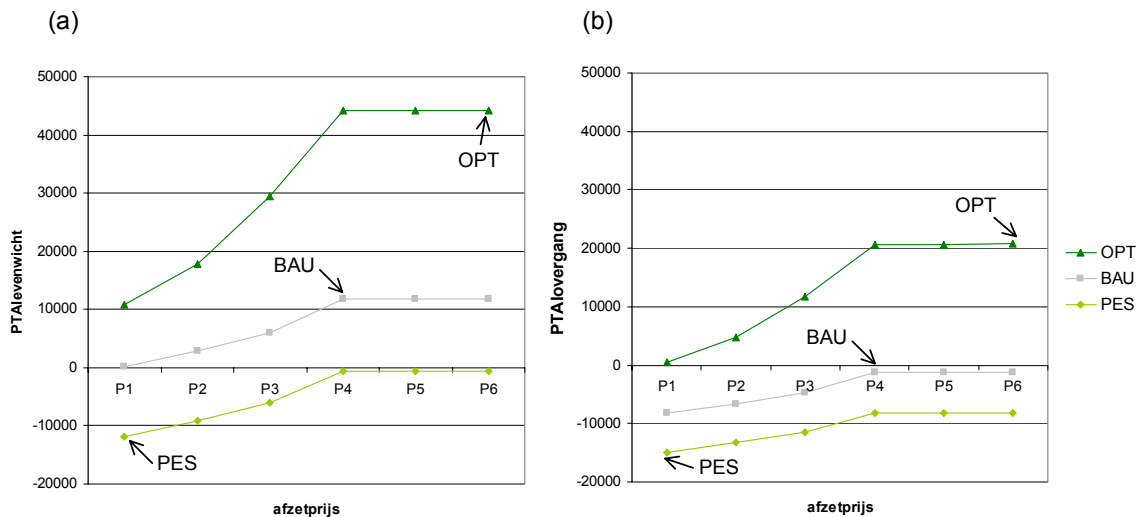 (a)
50000
40000
30000
20000
10000
0
-10000
-20000
PTAIevenwicht
P1 P2 P3 P4 P5 P6
afzetprijs
OPT
BAU
PES
(b)
50000
40000
30000
20000
10000
0
-10000
-20000
PTAIovergang
P1 P2 P3 P4 P5 P6
afzetprijs
OPT
BAU
PES
OPT
BAU
PES